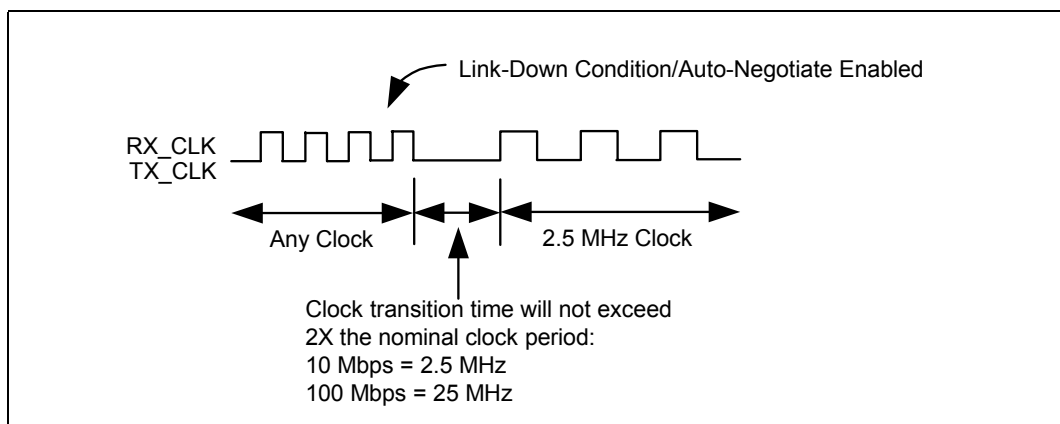 Link-Down Condition/Auto-Negotiate Enabled
RX_CLK
TX_CLK
Any Clock
2.5 MHz Clock
Clock transition time will not exceed
2X the nominal clock period:
10 Mbps = 2.5 MHz
100 Mbps = 25 MHz